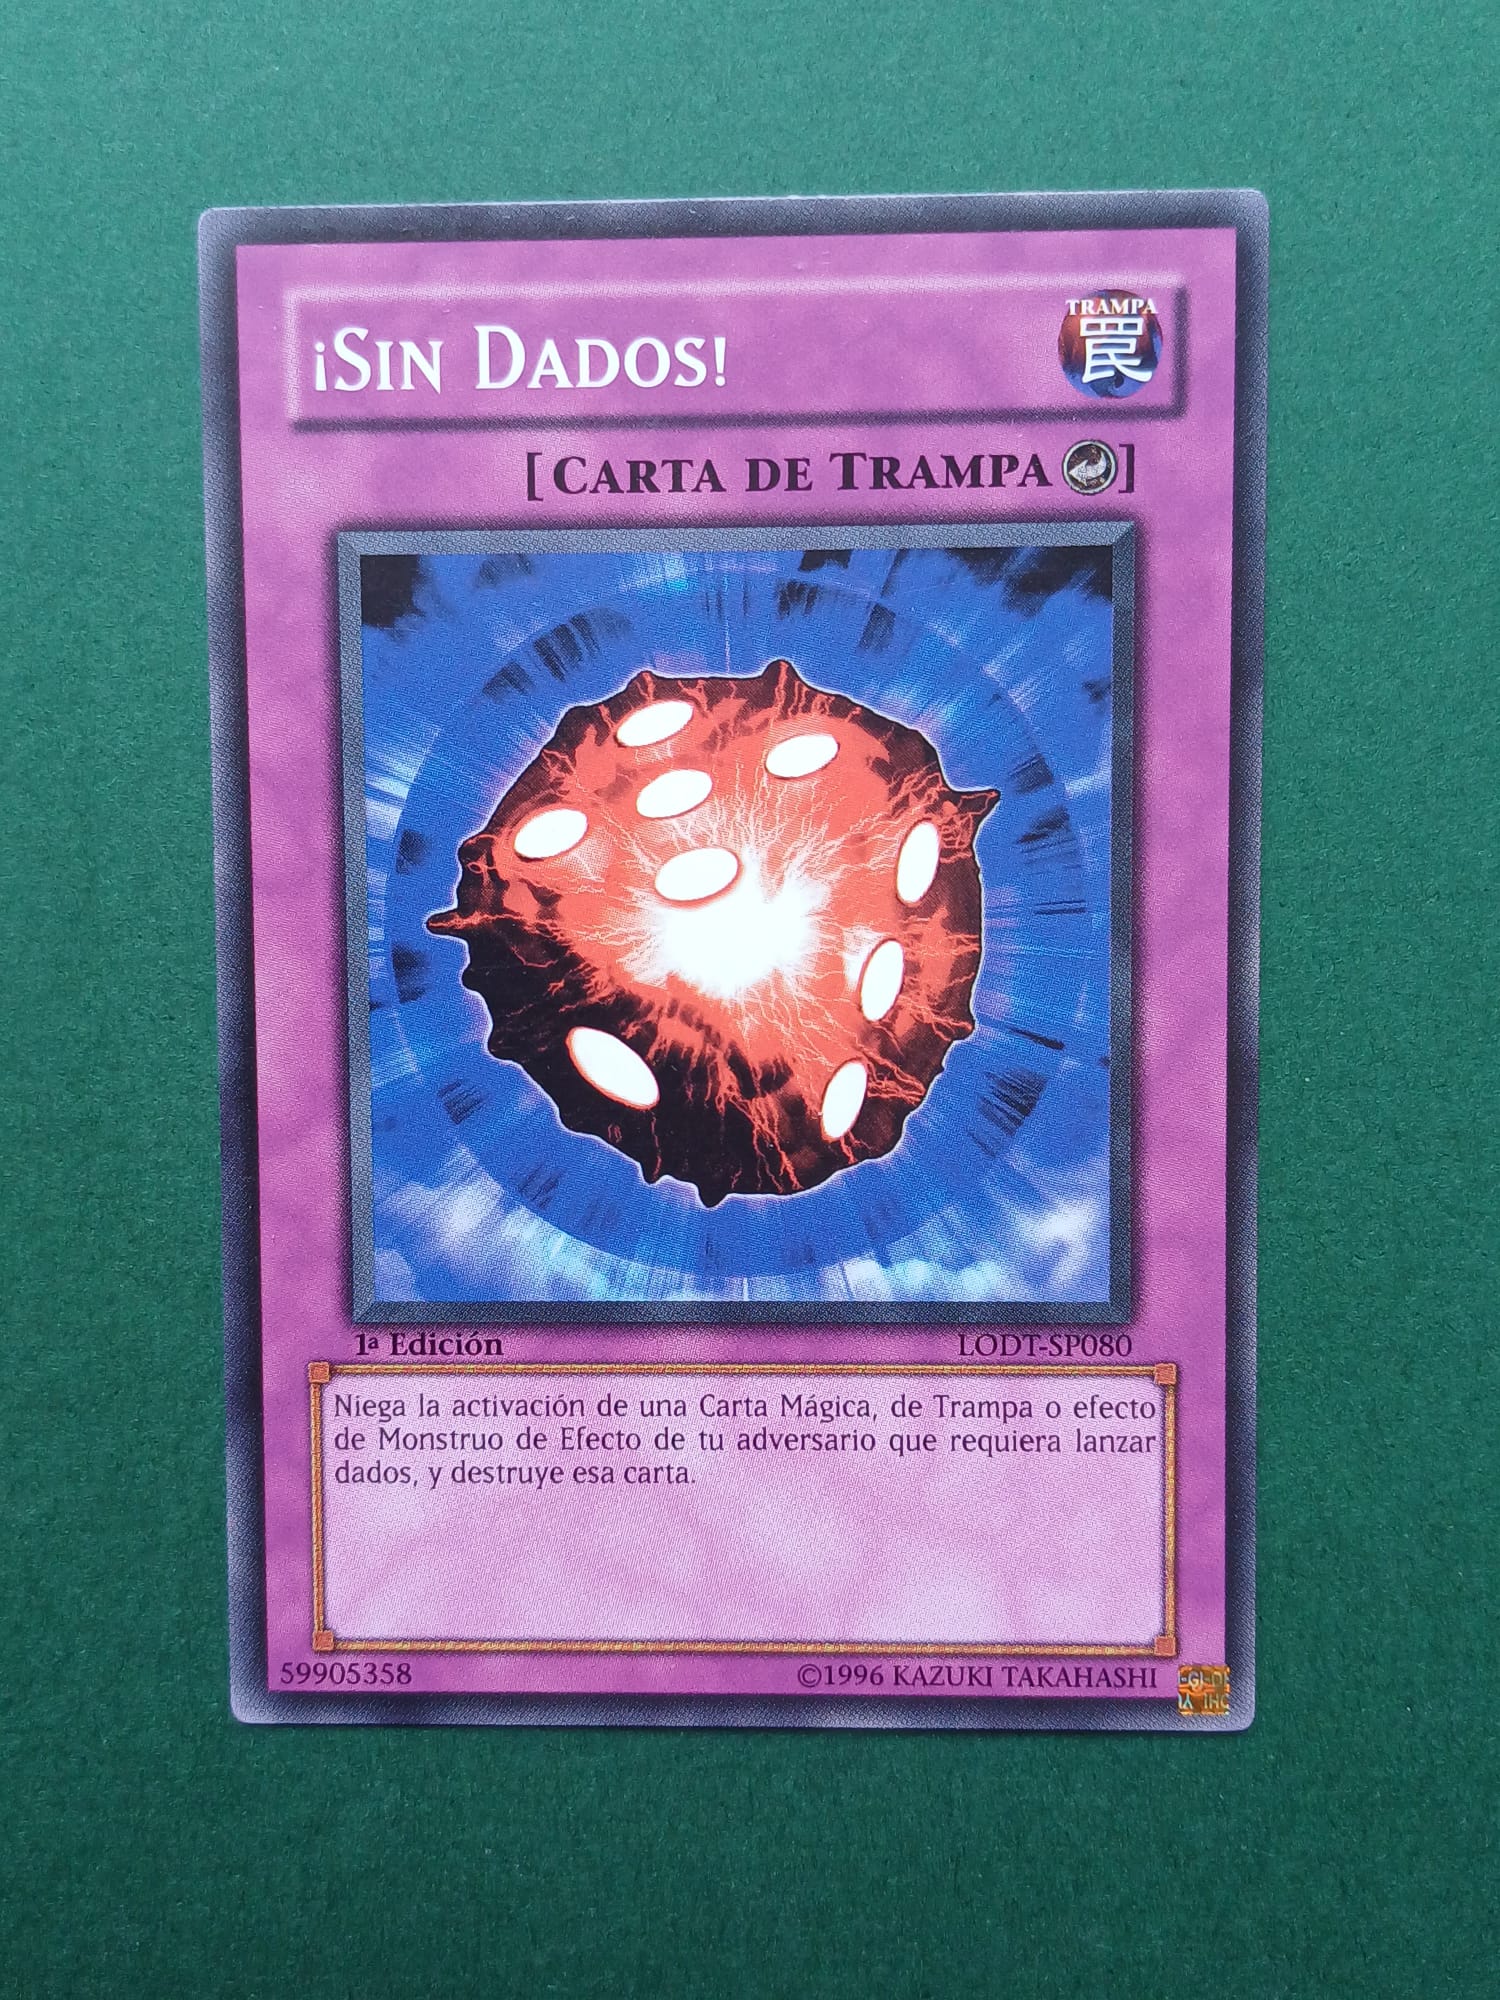 ¡Sin Dados!
TRAMPA
罠
[Carta de Trampa]
1ª Edición
LODT-SP080
Niega la activación de una Carta Mágica, de Trampa o efecto
de Monstruo de Efecto de tu adversario que requiera lanzar
dados, y destruye esa carta.
59905358
©1996 KAZUKI TAKAHASHI